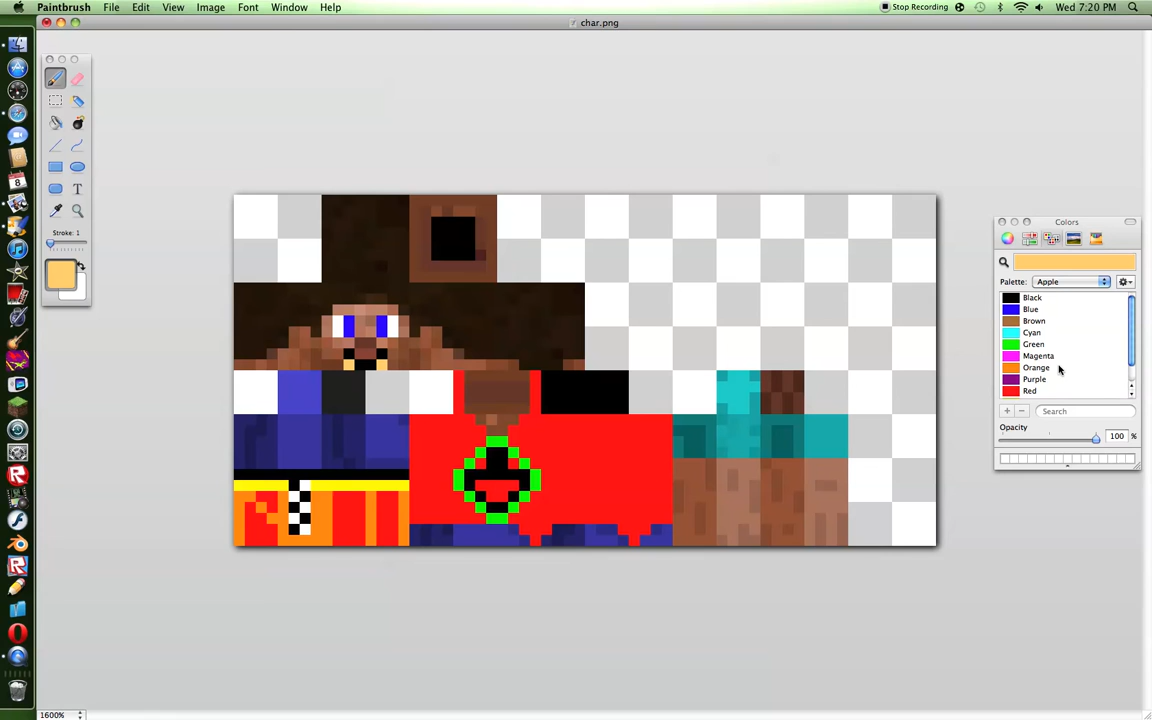 Paintbrush File Edit View Image Font Window Help Stop Recording Wed 7:20 PM
char.png
Colors
Stroke: 1
Palette: Apple
Black
Blue
Brown
Cyan
Green
Magenta
Orange
Purple
Red
Search
Opacity
100 %
1600%